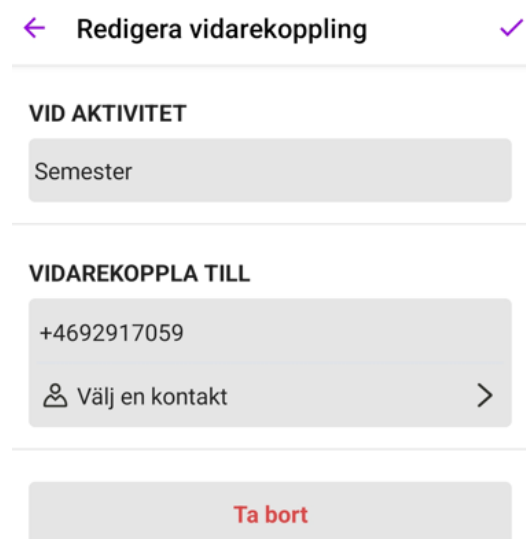 Redigera vidarekoppling
VID AKTIVITET
Semester
VIDAREKOPPLA TILL
+4692917059
Välj en kontakt
Ta bort